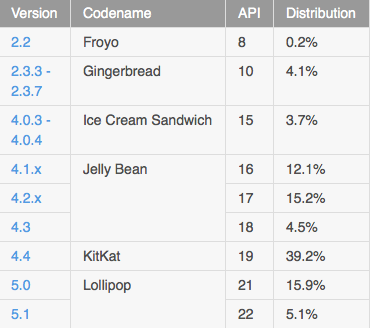 Version Codename API Distribution
2.2 Froyo 8 0.2%
2.3.3 - Gingerbread 10 4.1%
2.3.7
4.0.3 - Ice Cream Sandwich 15 3.7%
4.0.4
4.1.x Jelly Bean 16 12.1%
4.2.x 17 15.2%
4.3 18 4.5%
4.4 KitKat 19 39.2%
5.0 Lollipop 21 15.9%
5.1 22 5.1%